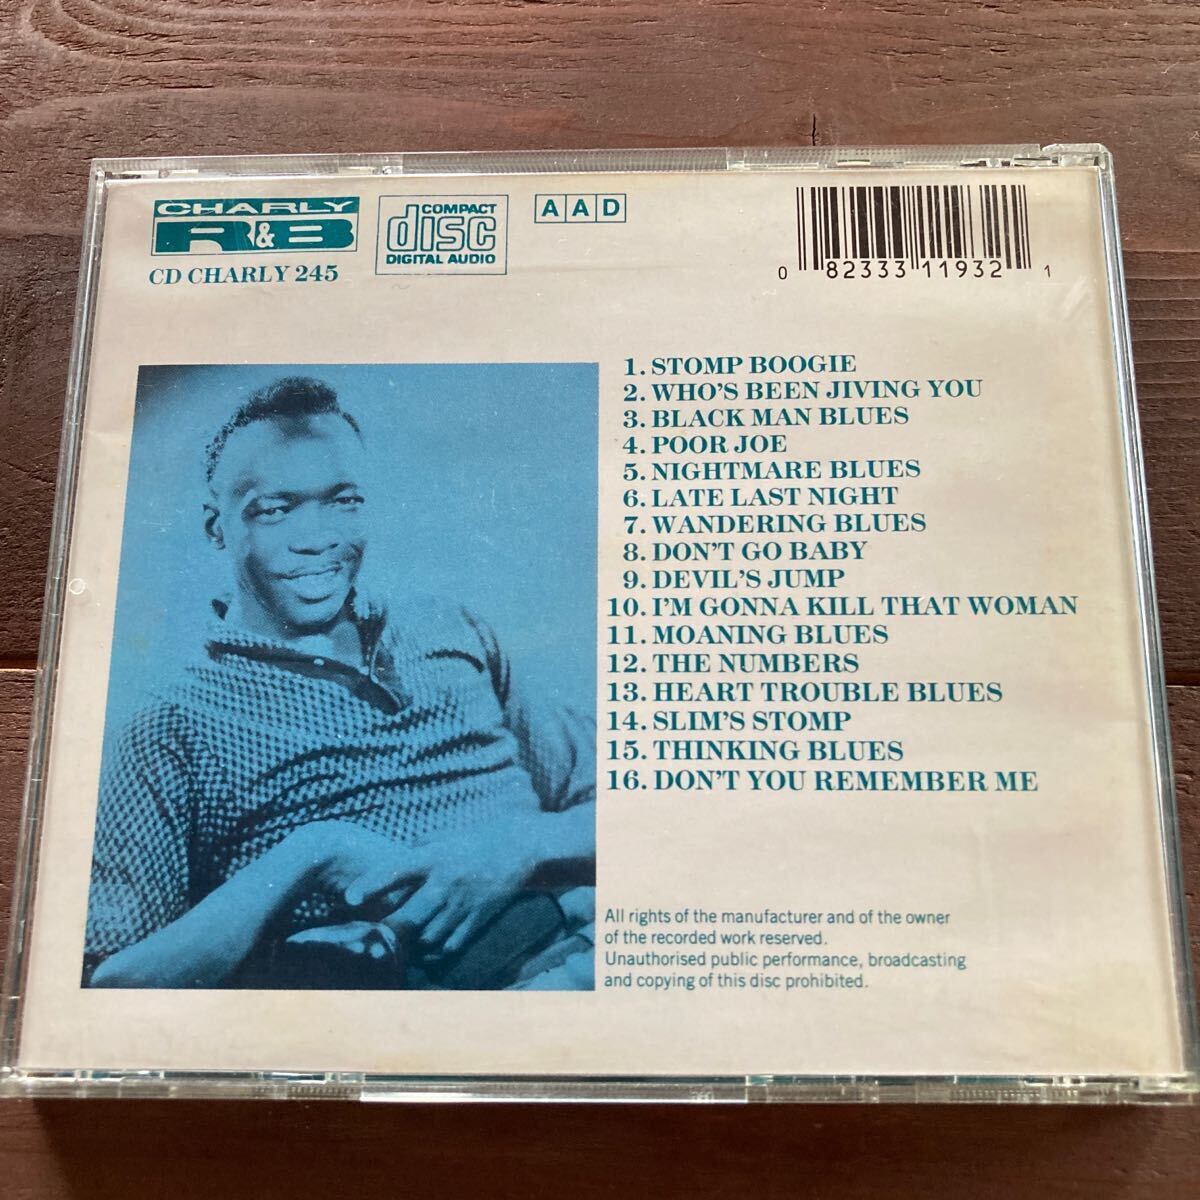 CHARLY
R&B
CD CHARLY 245
COMPACT
disc
DIGITAL AUDIO
A A D
0 82333 11932 1
1. STOMP BOOGIE
2. WHO'S BEEN JIVING YOU
3. BLACK MAN BLUES
4. POOR JOE
5. NIGHTMARE BLUES
6. LATE LAST NIGHT
7. WANDERING BLUES
8. DON'T GO BABY
9. DEVIL'S JUMP
10. I'M GONNA KILL THAT WOMAN
11. MOANING BLUES
12. THE NUMBERS
13. HEART TROUBLE BLUES
14. SLIM'S STOMP
15. THINKING BLUES
16. DON'T YOU REMEMBER ME
All rights of the manufacturer and of the owner
of the recorded work reserved.
Unauthorised public performance, broadcasting
and copying of this disc prohibited.